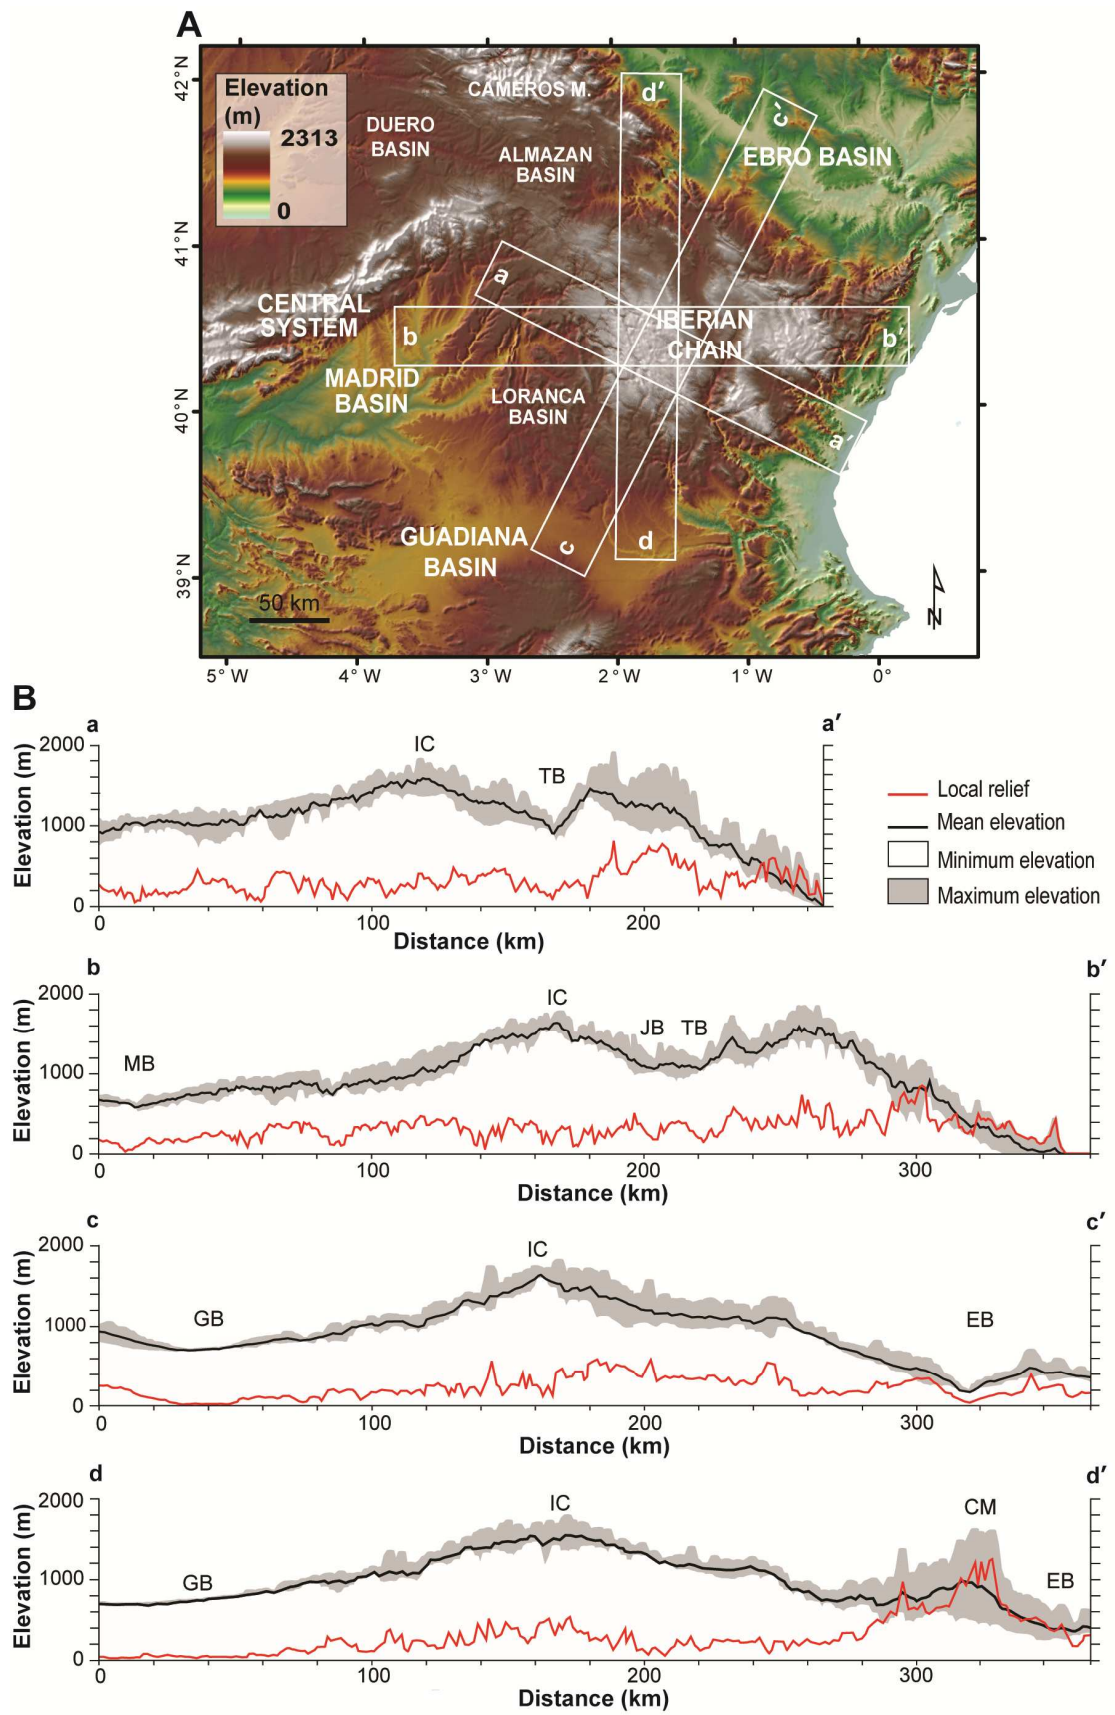 A
42°N
41°N
40°N
39°N
Elevation
(m)
2313
0
CAMEROS M.
DUERO
BASIN
ALMAZAN
BASIN
d′
c′
EBRO BASIN
a
CENTRAL
SYSTEM
b
IBERIAN
CHAIN
b′
MADRID
BASIN
LORANCA
BASIN
a′
GUADIANA
BASIN
c
d
50 km
N
5°W
4°W
3°W
2°W
1°W
0°
B
a
a′
Elevation (m)
2000
1000
0
IC
TB
0
100
200
Distance (km)
Local relief
Mean elevation
Minimum elevation
Maximum elevation
b
b′
Elevation (m)
2000
1000
0
MB
IC
JB
TB
0
100
200
300
Distance (km)
c
c′
Elevation (m)
2000
1000
0
GB
IC
EB
0
100
200
300
Distance (km)
d
d′
Elevation (m)
2000
1000
0
GB
IC
CM
EB
0
100
200
300
Distance (km)